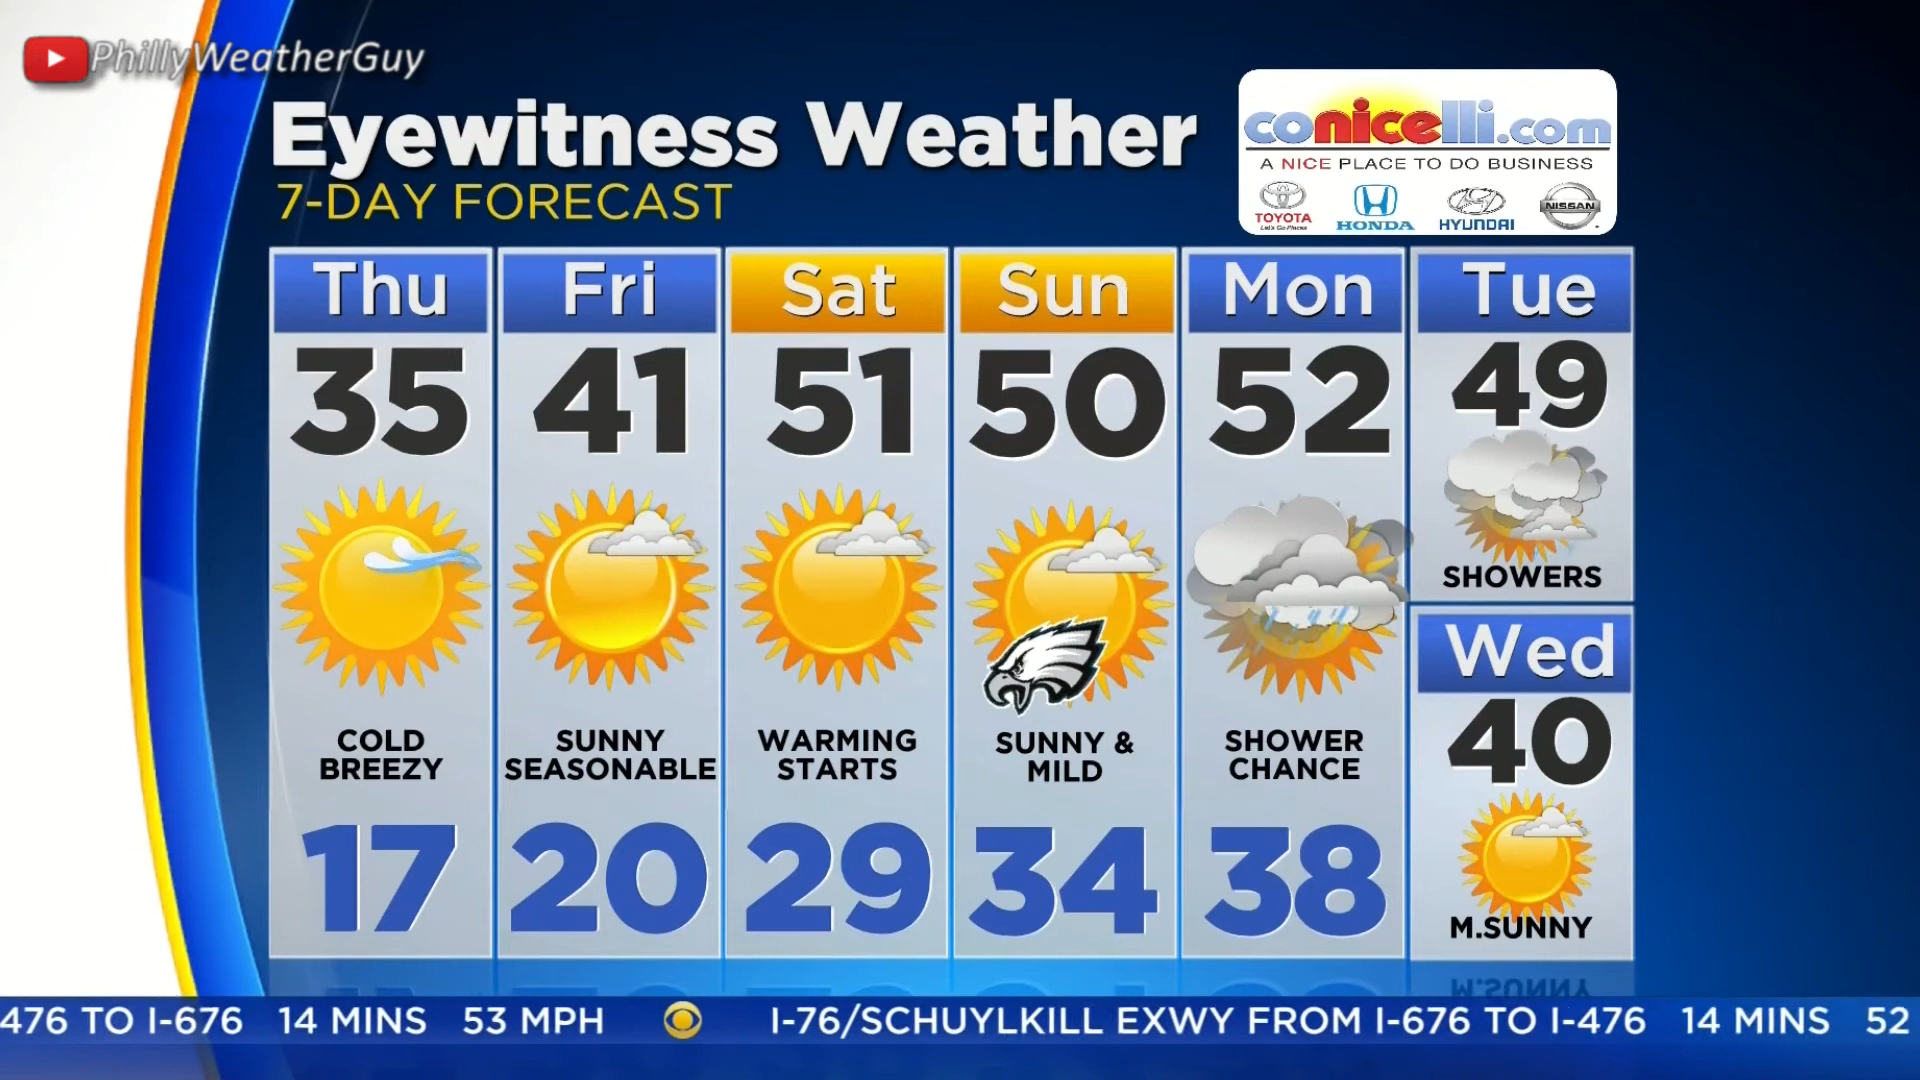 PhillyWeatherGuy
Eyewitness Weather
7-DAY FORECAST
conicelli.com
A NICE PLACE TO DO BUSINESS
TOYOTA
Let's Go Places
HONDA
HYUNDAI
NISSAN
Thu
35
COLD
BREEZY
17
Fri
41
SUNNY
SEASONABLE
20
Sat
51
WARMING
STARTS
29
Sun
50
SUNNY &
MILD
34
Mon
52
SHOWER
CHANCE
38
Tue
49
SHOWERS
Wed
40
M.SUNNY
476 TO I-676 14 MINS 53 MPH I-76/SCHUYLKILL EXWY FROM I-676 TO I-476 14 MINS 52